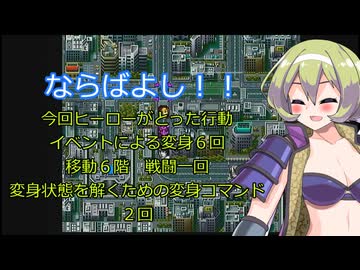 ならばよし！！
今回ヒーローがとった行動
イベントによる変身６回
移動６階　戦闘一回
変身状態を解くための変身コマンド
２回